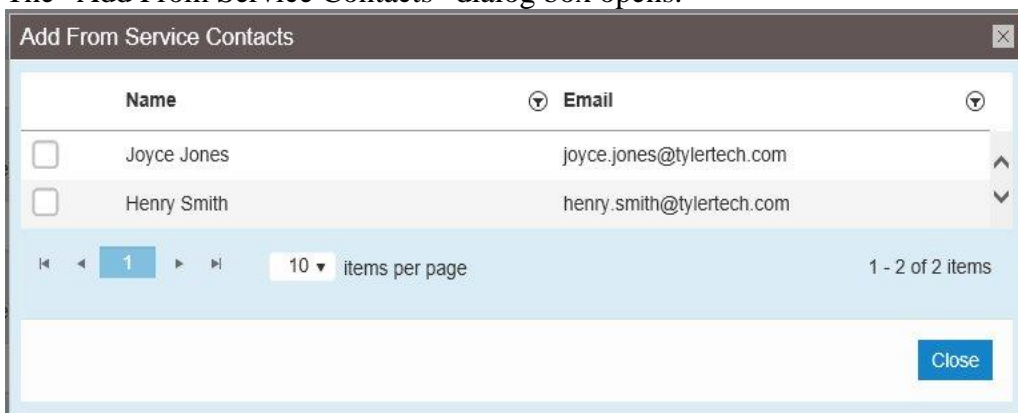 The "Add From Service Contacts" dialog box opens.
Add From Service Contacts
Name Email
Joyce Jones joyce.jones@tylertech.com
Henry Smith henry.smith@tylertech.com
1 10 items per page 1 - 2 of 2 items
Close